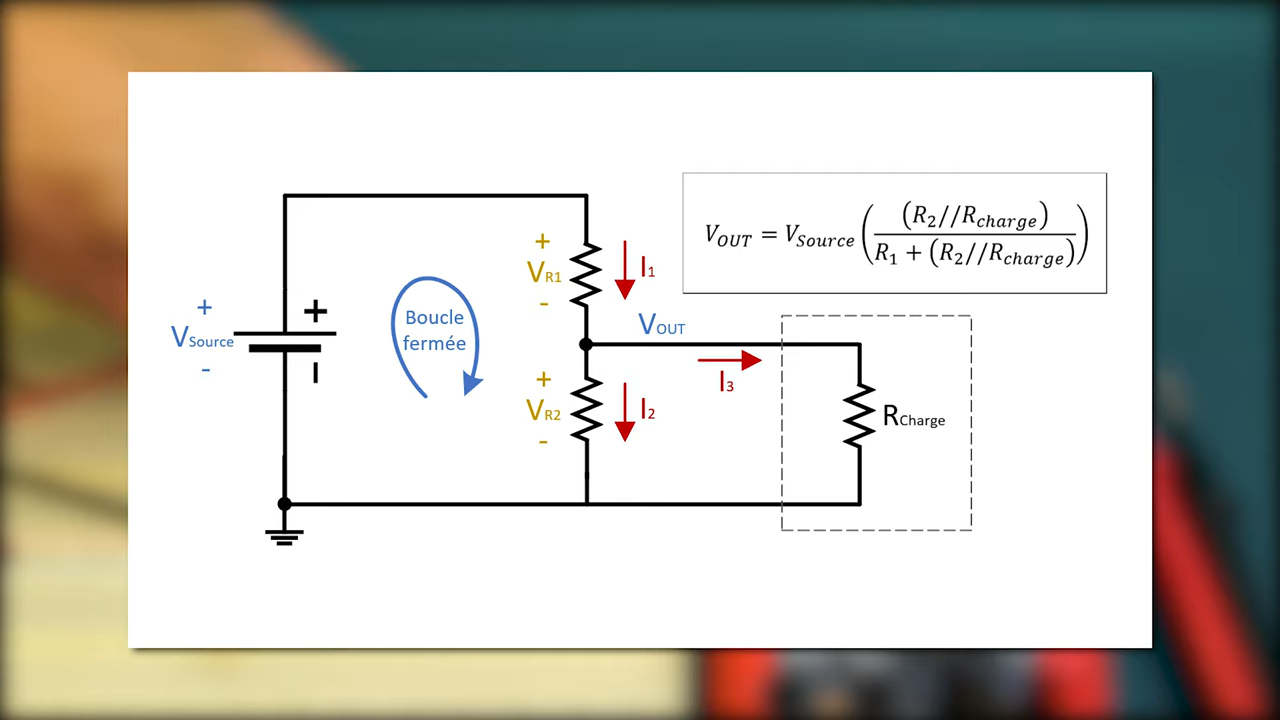 +
V_Source
-
+
Boucle
fermée
+
V_R1
-
I_1
V_OUT
I_3
+
V_R2
-
I_2
R_Charge
V_OUT = V_Source ( (R_2//R_charge) / R_1 + (R_2//R_charge) )